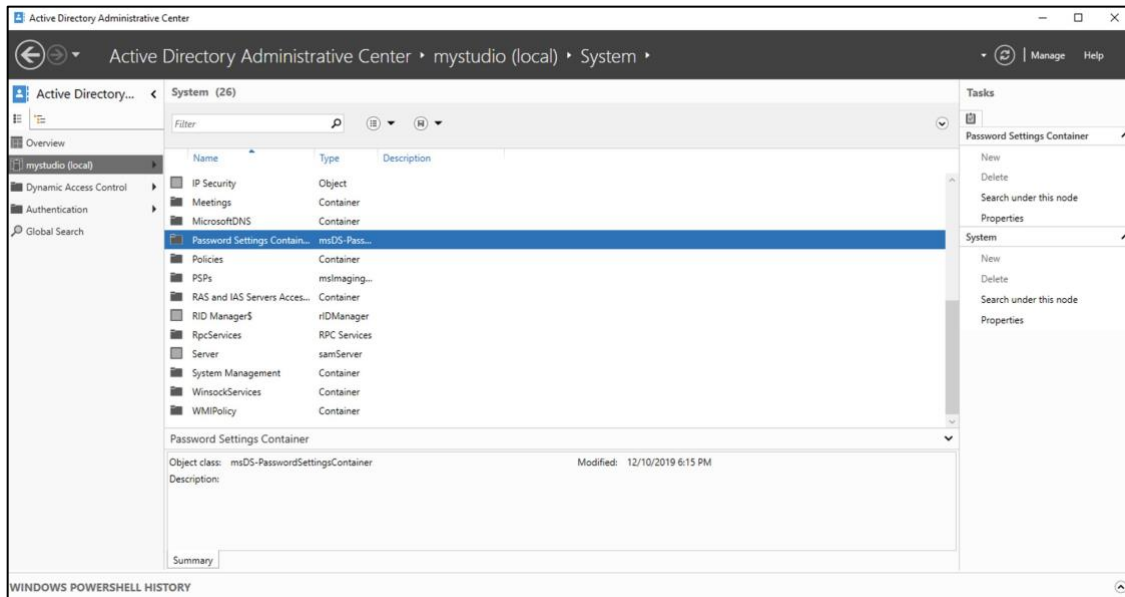 Active Directory Administrative Center
Active Directory Administrative Center • mystudio (local) • System •
Manage Help
Active Directory...
Overview
mystudio (local)
Dynamic Access Control
Authentication
Global Search
System (26)
Filter
Name Type Description
IP Security Object
Meetings Container
MicrosoftDNS Container
Password Settings Contain... msDS-Pass...
Policies Container
PSPs msImaging...
RAS and IAS Servers Acces... Container
RID Manager$ rIDManager
RpcServices RPC Services
Server samServer
System Management Container
WinsockServices Container
WMIPolicy Container
Password Settings Container
Object class: msDS-PasswordSettingsContainer Modified: 12/10/2019 6:15 PM
Description:
Summary
Tasks
Password Settings Container
New
Delete
Search under this node
Properties
System
New
Delete
Search under this node
Properties
WINDOWS POWERSHELL HISTORY